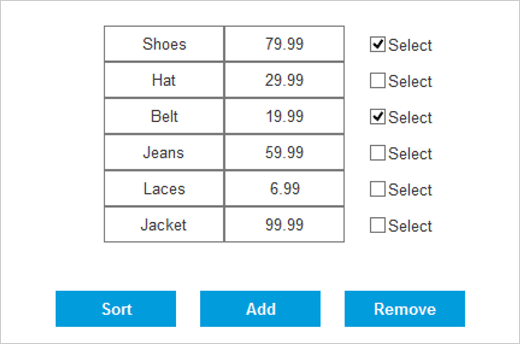 Shoes 79.99 Select
Hat 29.99 Select
Belt 19.99 Select
Jeans 59.99 Select
Laces 6.99 Select
Jacket 99.99 Select
Sort Add Remove